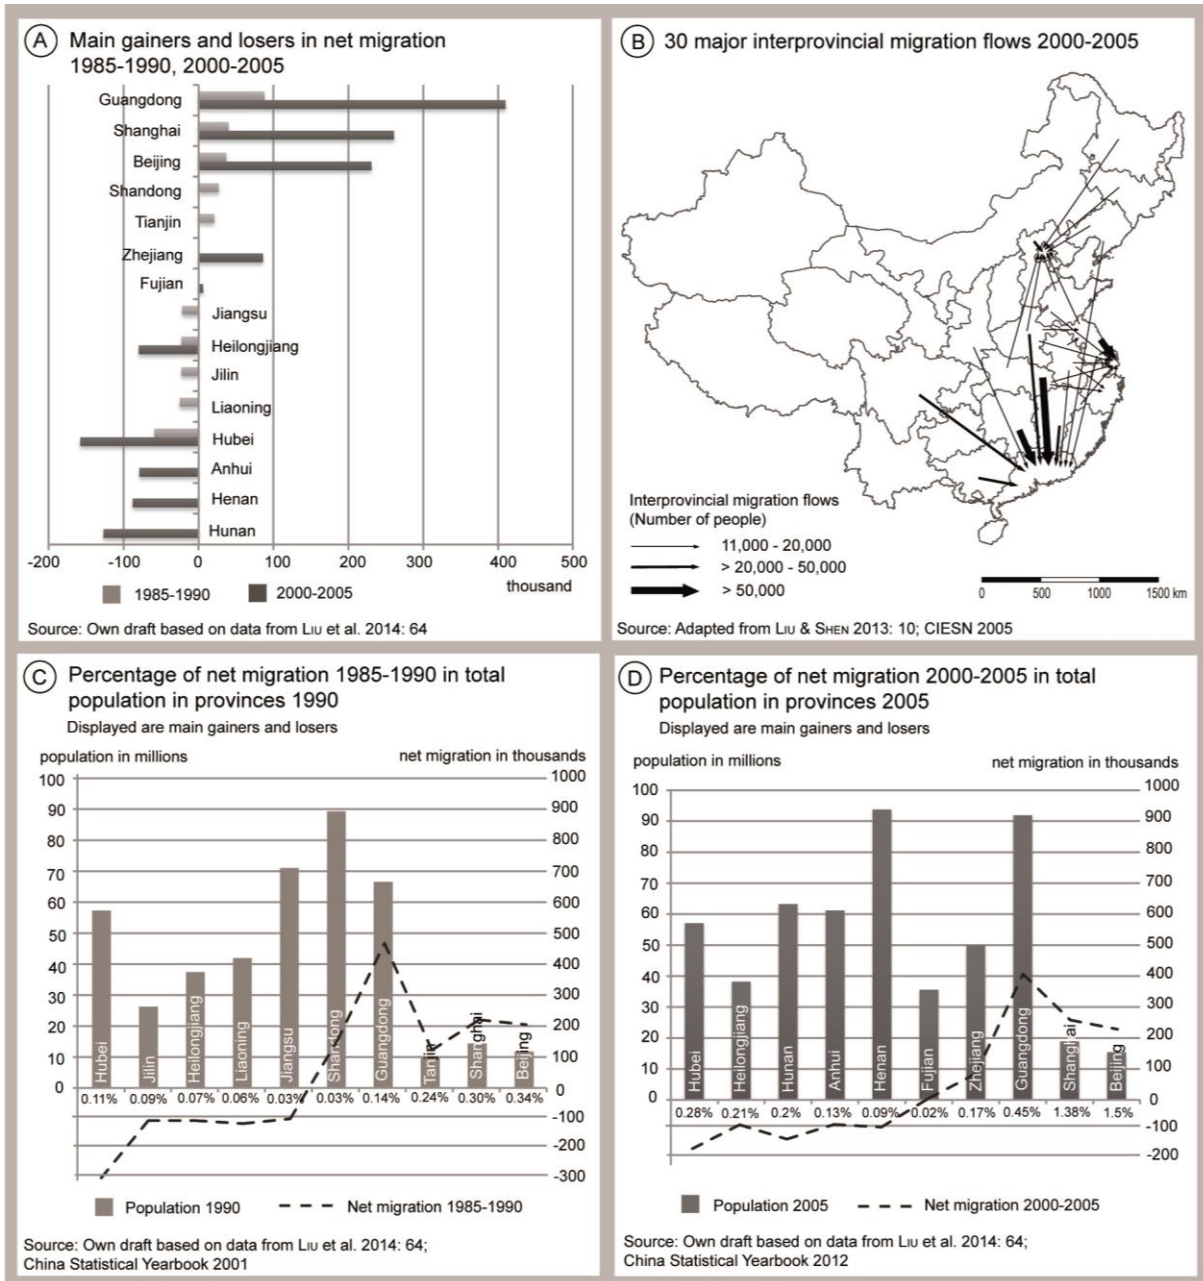 A Main gainers and losers in net migration
1985-1990, 2000-2005
Guangdong
Shanghai
Beijing
Shandong
Tianjin
Zhejiang
Fujian
Jiangsu
Heilongjiang
Jilin
Liaoning
Hubei
Anhui
Henan
Hunan
-200 -100 0 100 200 300 400 500
thousand
1985-1990 2000-2005
Source: Own draft based on data from LIU et al. 2014: 64
B 30 major interprovincial migration flows 2000-2005
Interprovincial migration flows
(Number of people)
11,000 - 20,000
> 20,000 - 50,000
> 50,000
0 500 1000 1500 km
Source: Adapted from LIU & SHEN 2013: 10; CIESN 2005
C Percentage of net migration 1985-1990 in total
population in provinces 1990
Displayed are main gainers and losers
population in millions net migration in thousands
100 1000
90 900
80 800
70 700
60 600
50 500
40 400
30 300
20 200
10 100
0 0
-100
-200
-300
Hubei Jilin Heilongjiang Liaoning Jiangsu Shandong Guangdong Tanjin Shanghai Beijing
0.11% 0.09% 0.07% 0.06% 0.03% 0.03% 0.14% 0.24% 0.30% 0.34%
Population 1990 Net migration 1985-1990
Source: Own draft based on data from LIU et al. 2014: 64;
China Statistical Yearbook 2001
D Percentage of net migration 2000-2005 in total
population in provinces 2005
Displayed are main gainers and losers
population in millions net migration in thousands
100 1000
90 900
80 800
70 700
60 600
50 500
40 400
30 300
20 200
10 100
0 0
-100
-200
Hubei Heilongjiang Hunan Anhui Henan Fujian Zhejiang Guangdong Shanghai Beijing
0.28% 0.21% 0.2% 0.13% 0.09% 0.02% 0.17% 0.45% 1.38% 1.5%
Population 2005 Net migration 2000-2005
Source: Own draft based on data from LIU et al. 2014: 64;
China Statistical Yearbook 2012